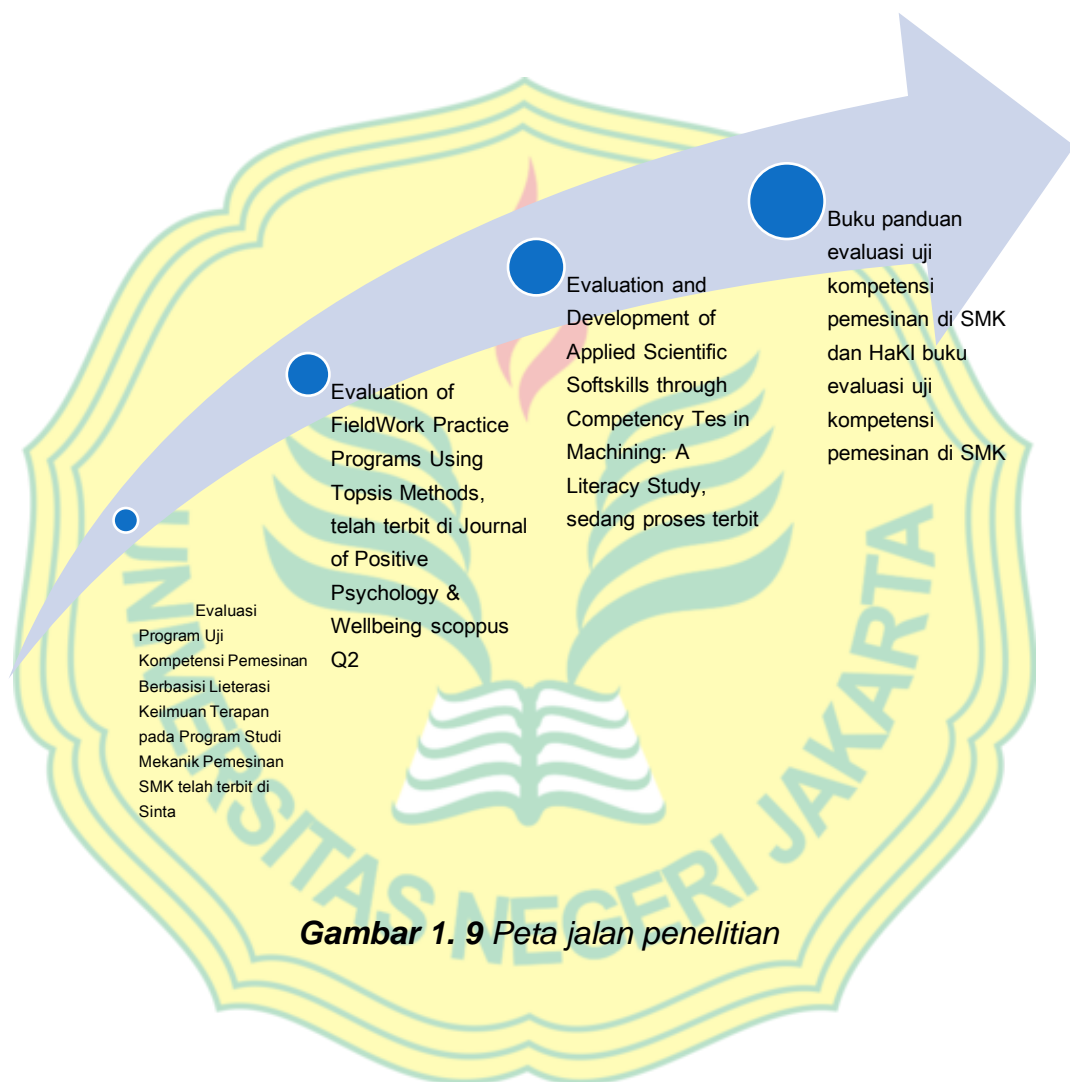 Evaluasi
Program Uji
Kompetensi Pemesinan
Berbasisi Lieterasi
Keilmuan Terapan
pada Program Studi
Mekanik Pemesinan
SMK telah terbit di
Sinta
Evaluation of
FieldWork Practice
Programs Using
Topsis Methods,
telah terbit di Journal
of Positive
Psychology &
Wellbeing scoppus
Q2
Evaluation and
Development of
Applied Scientific
Softskills through
Competency Tes in
Machining: A
Literacy Study,
sedang proses terbit
Buku panduan
evaluasi uji
kompetensi
pemesinan di SMK
dan HaKI buku
evaluasi uji
kompetensi
pemesinan di SMK
UNIVERSITAS NEGERI JAKARTA
Gambar 1. 9 Peta jalan penelitian